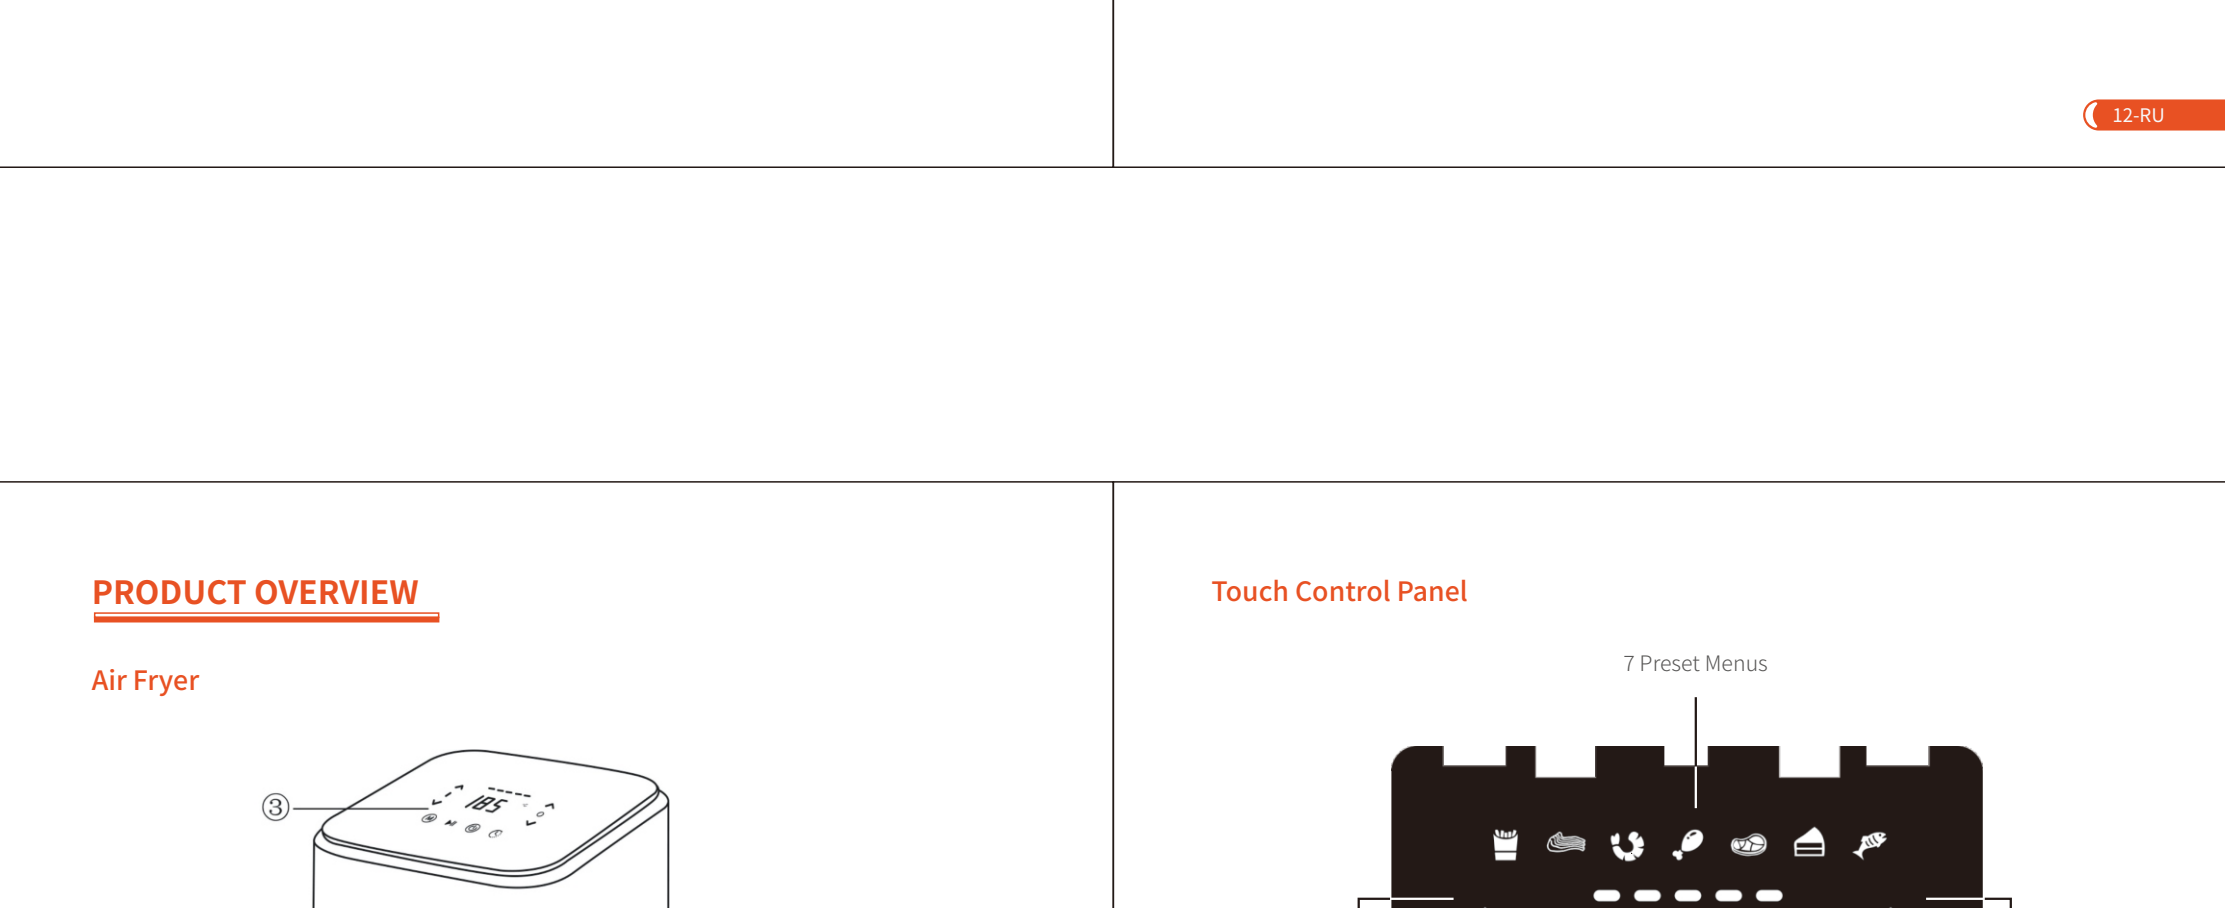 12-RU
PRODUCT OVERVIEW
Air Fryer
③
185
Touch Control Panel
7 Preset Menus